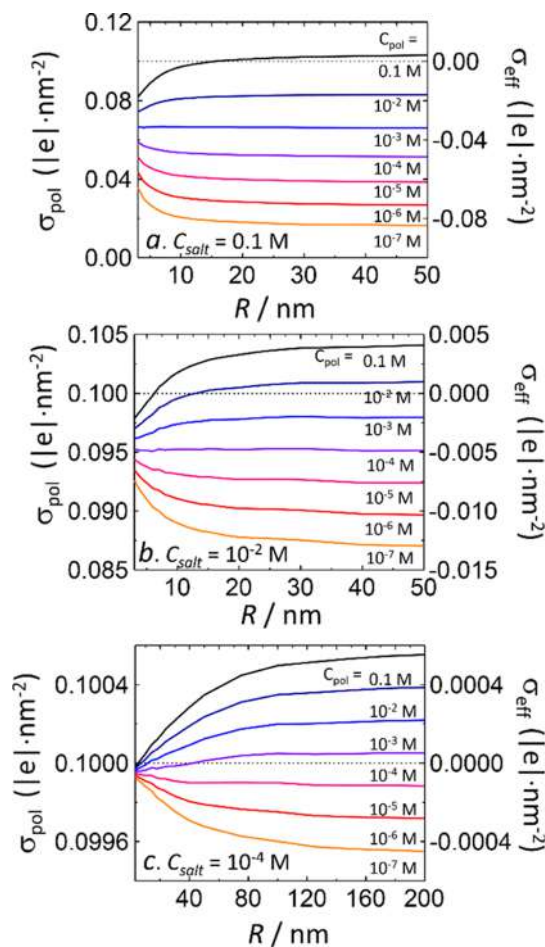 0.12
0.08
0.04
0.00
σpol (|e|·nm⁻²)
Cpol =
0.1 M
10⁻² M
10⁻³ M
10⁻⁴ M
10⁻⁵ M
10⁻⁶ M
10⁻⁷ M
a. Csalt = 0.1 M
0.00
-0.04
-0.08
σeff (|e|·nm⁻²)
10 20 30 40 50
R / nm
0.105
0.100
0.095
0.090
0.085
σpol (|e|·nm⁻²)
Cpol = 0.1 M
10⁻² M
10⁻³ M
10⁻⁴ M
10⁻⁵ M
10⁻⁶ M
10⁻⁷ M
b. Csalt = 10⁻² M
0.005
0.000
-0.005
-0.010
-0.015
σeff (|e|·nm⁻²)
10 20 30 40 50
R / nm
0.1004
0.1000
0.0996
σpol (|e|·nm⁻²)
Cpol = 0.1 M
10⁻² M
10⁻³ M
10⁻⁴ M
10⁻⁵ M
10⁻⁶ M
10⁻⁷ M
c. Csalt = 10⁻⁴ M
0.0004
0.0000
-0.0004
σeff (|e|·nm⁻²)
40 80 120 160 200
R / nm